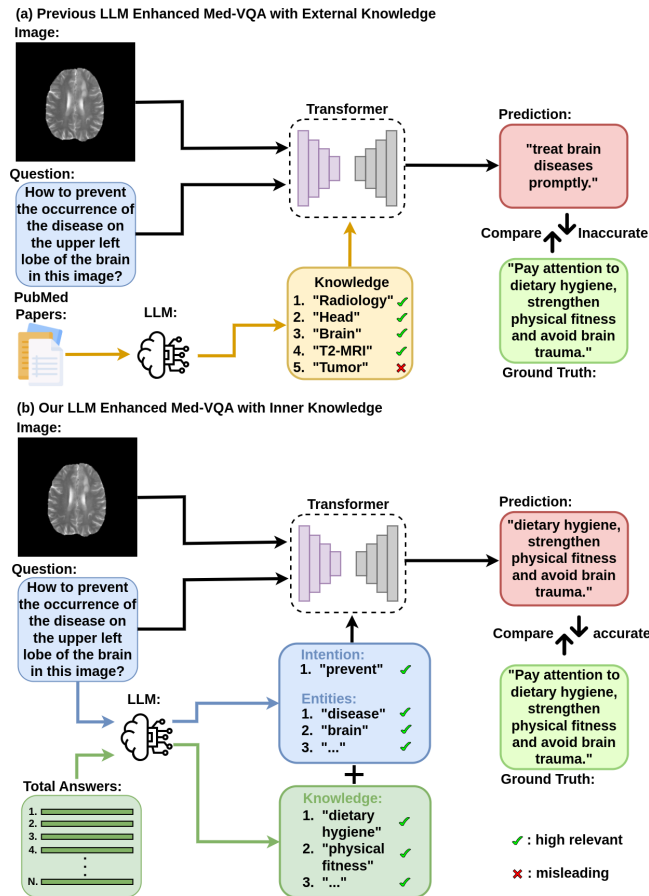 (a) Previous LLM Enhanced Med-VQA with External Knowledge
Image:
Transformer
Prediction:
"treat brain
diseases
promptly."
Question:
How to prevent
the occurrence of
the disease on
the upper left
lobe of the brain
in this image?
Compare
Inaccurate
"Pay attention to
dietary hygiene,
strengthen
physical fitness
and avoid brain
trauma."
Ground Truth:
PubMed
Papers:
LLM:
Knowledge
1. "Radiology"
2. "Head"
3. "Brain"
4. "T2-MRI"
5. "Tumor"
(b) Our LLM Enhanced Med-VQA with Inner Knowledge
Image:
Transformer
Prediction:
"dietary hygiene,
strengthen
physical fitness
and avoid brain
trauma."
Question:
How to prevent
the occurrence of
the disease on
the upper left
lobe of the brain
in this image?
Compare
accurate
"Pay attention to
dietary hygiene,
strengthen
physical fitness
and avoid brain
trauma."
Ground Truth:
LLM:
Intention:
1. "prevent"
Entities:
1. "disease"
2. "brain"
3. "..."
+
Total Answers:
1.
2.
3.
4.
N.
Knowledge:
1. "dietary
hygiene"
2. "physical
fitness"
3. "..."
: high relevant
: misleading